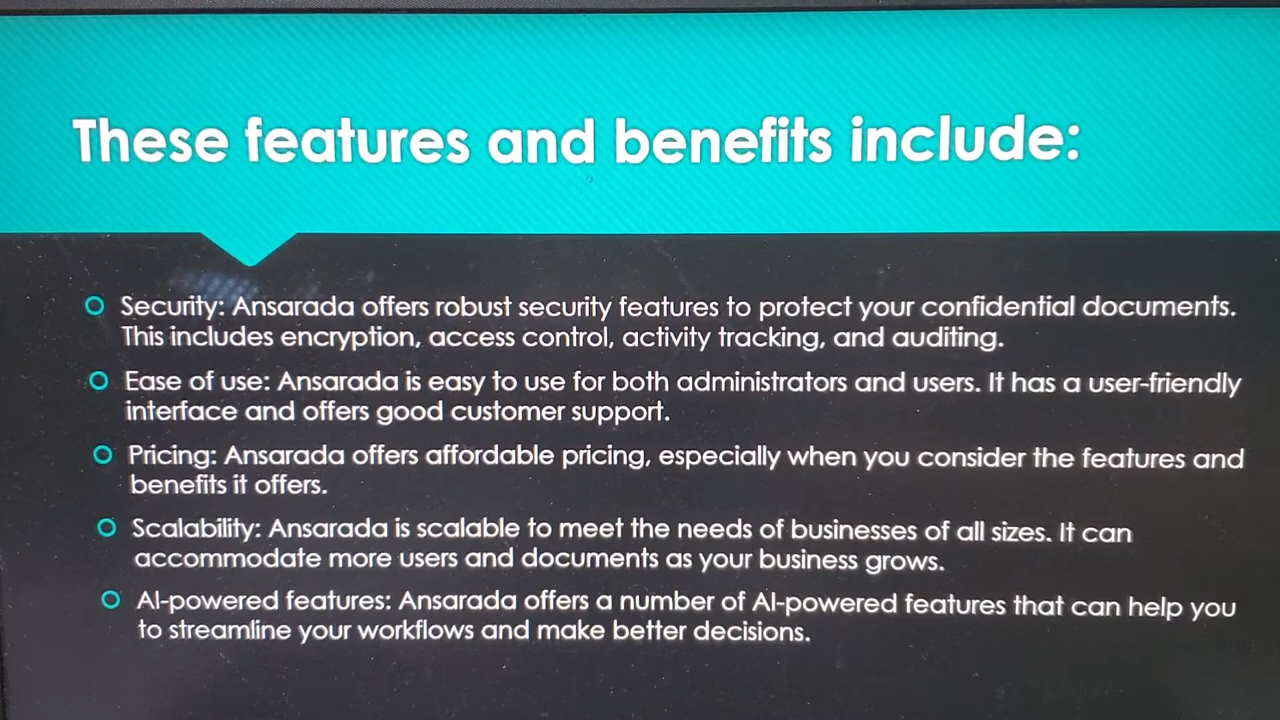 These features and benefits include:
Security: Ansarada offers robust security features to protect your confidential documents.
This includes encryption, access control, activity tracking, and auditing.
Ease of use: Ansarada is easy to use for both administrators and users. It has a user-friendly
interface and offers good customer support.
Pricing: Ansarada offers affordable pricing, especially when you consider the features and
benefits it offers.
Scalability: Ansarada is scalable to meet the needs of businesses of all sizes. It can
accommodate more users and documents as your business grows.
AI-powered features: Ansarada offers a number of AI-powered features that can help you
to streamline your workflows and make better decisions.